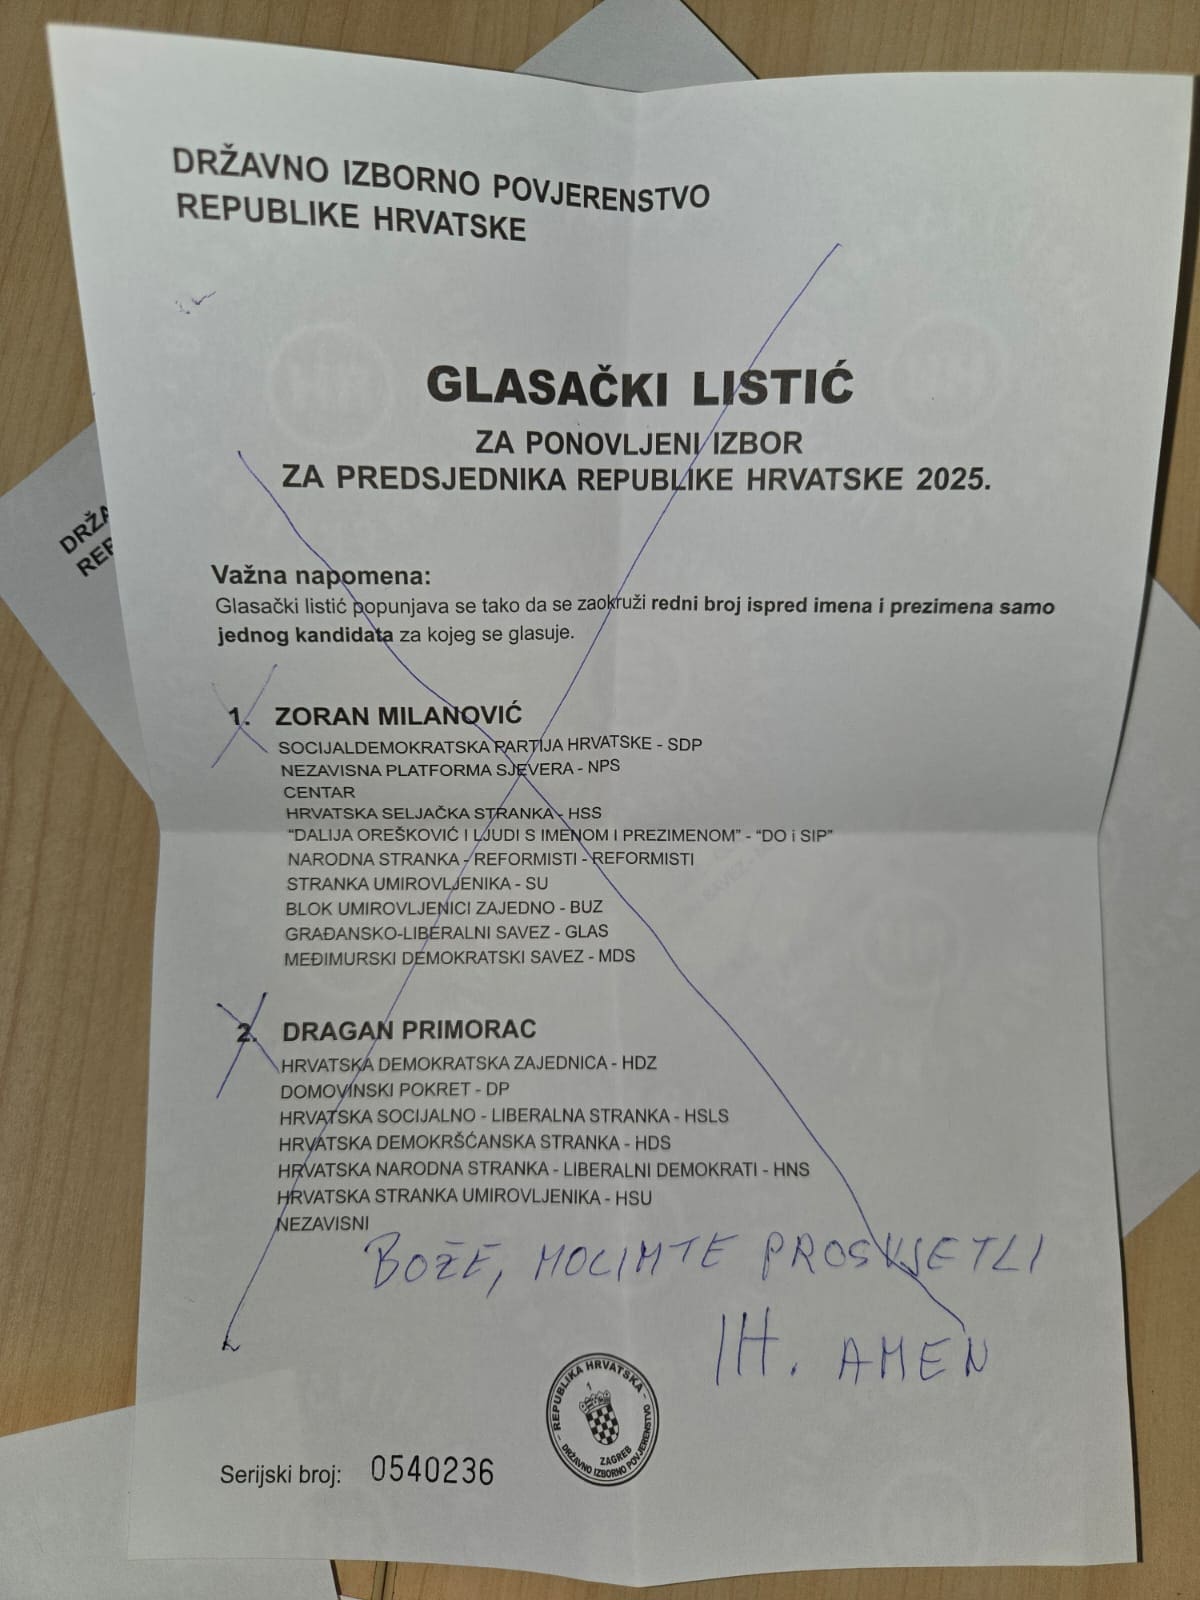 DRŽAVNO IZBORNO POVJERENSTVO
REPUBLIKE HRVATSKE
GLASAČKI LISTIĆ
ZA PONOVLJENI IZBOR
ZA PREDSJEDNIKA REPUBLIKE HRVATSKE 2025.
Važna napomena:
Glasački listić popunjava se tako da se zaokruži redni broj ispred imena i prezimena samo
jednog kandidata za kojeg se glasuje.
1. ZORAN MILANOVIĆ
SOCIJALDEMOKRATSKA PARTIJA HRVATSKE - SDP
NEZAVISNA PLATFORMA SJEVERA - NPS
CENTAR
HRVATSKA SELJAČKA STRANKA - HSS
“DALIJA OREŠKOVIĆ I LJUDI S IMENOM I PREZIMENOM” - “DO i SIP”
NARODNA STRANKA - REFORMISTI - REFORMISTI
STRANKA UMIROVLJENIKA - SU
BLOK UMIROVLJENICI ZAJEDNO - BUZ
GRAĐANSKO-LIBERALNI SAVEZ - GLAS
MEĐIMURSKI DEMOKRATSKI SAVEZ - MDS
2. DRAGAN PRIMORAC
HRVATSKA DEMOKRATSKA ZAJEDNICA - HDZ
DOMOVINSKI POKRET - DP
HRVATSKA SOCIJALNO - LIBERALNA STRANKA - HSLS
HRVATSKA DEMOKRŠĆANSKA STRANKA - HDS
HRVATSKA NARODNA STRANKA - LIBERALNI DEMOKRATI - HNS
HRVATSKA STRANKA UMIROVLJENIKA - HSU
NEZAVISNI
BOŽE, MOLIMTE PROSVJETLI
IH. AMEN
REPUBLIKA HRVATSKA
DRŽAVNO IZBORNO POVJERENSTVO
1
ZAGREB
Serijski broj: 0540236
DRŽA
REP